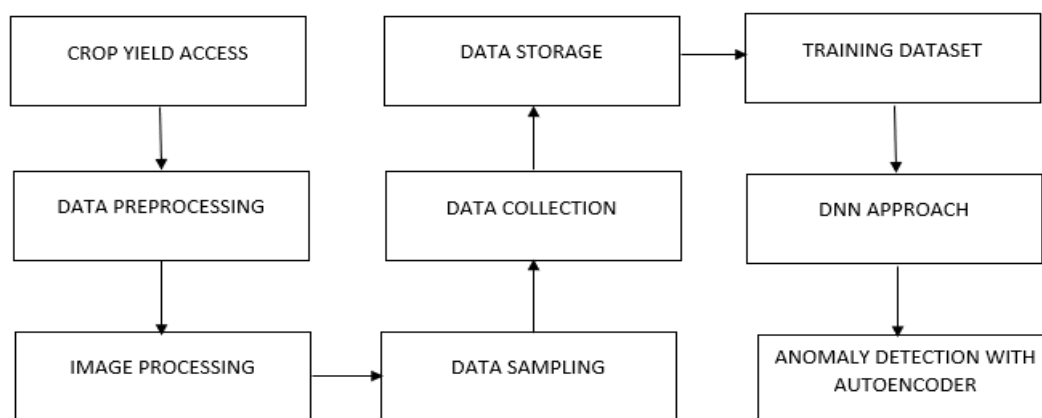 CROP YIELD ACCESS
DATA STORAGE
TRAINING DATASET
DATA PREPROCESSING
DATA COLLECTION
DNN APPROACH
IMAGE PROCESSING
DATA SAMPLING
ANOMALY DETECTION WITH
AUTOENCODER